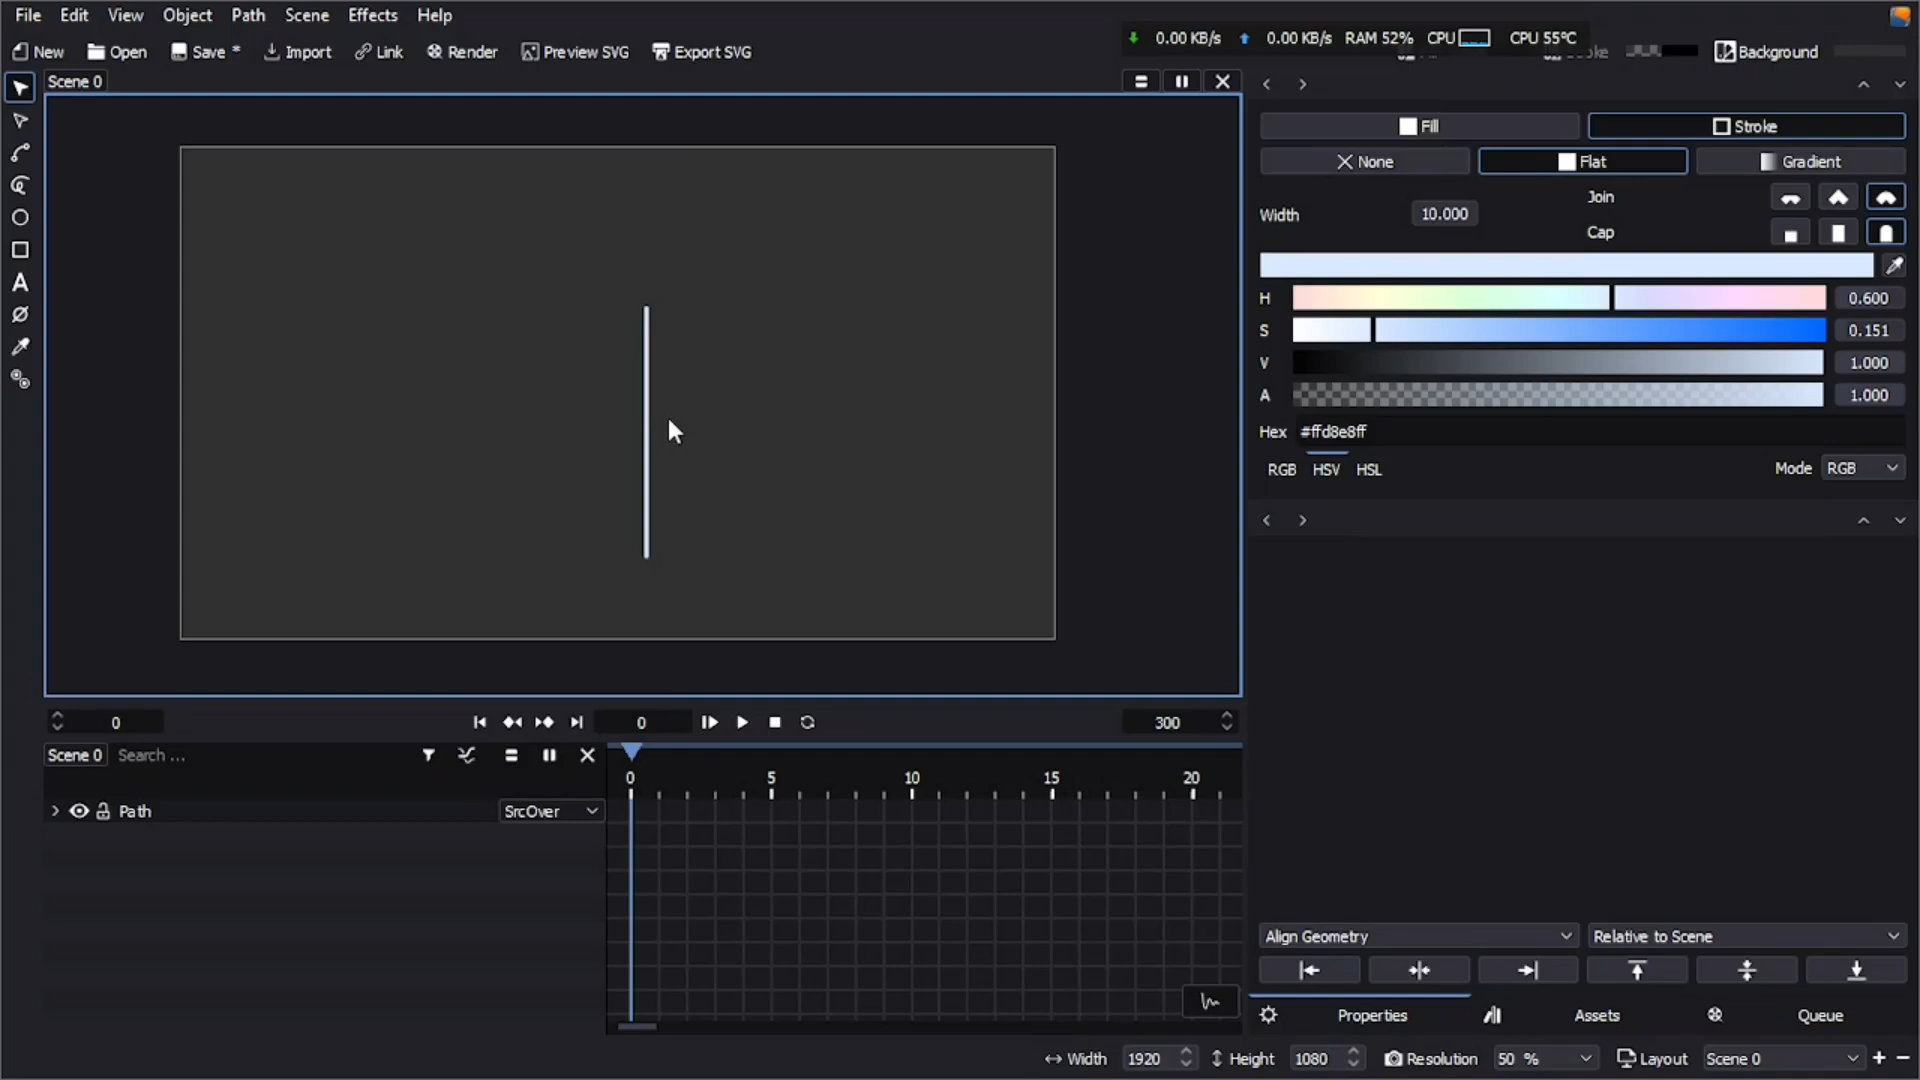 File Edit View Object Path Scene Effects Help
0.00 KB/s 0.00 KB/s RAM 52% CPU CPU 55°C
New Open Save * Import Link Render Preview SVG Export SVG Background
Scene 0
Fill Stroke
None Flat Gradient
Width 10.000 Join
Cap
H 0.600
S 0.151
V 1.000
A 1.000
Hex #ffd8e8ff
RGB HSV HSL Mode RGB
0 0 300
Scene 0 Search ...
0 5 10 15 20
Path SrcOver
Align Geometry Relative to Scene
Properties Assets Queue
Width 1920 Height 1080 Resolution 50 % Layout Scene 0